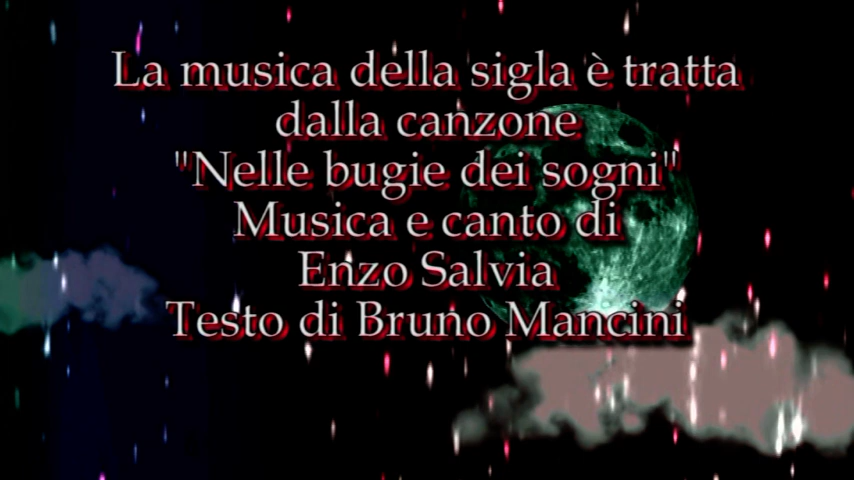 La musica della sigla è tratta
dalla canzone
"Nelle bugie dei sogni"
Musica e canto di
Enzo Salvia
Testo di Bruno Mancini